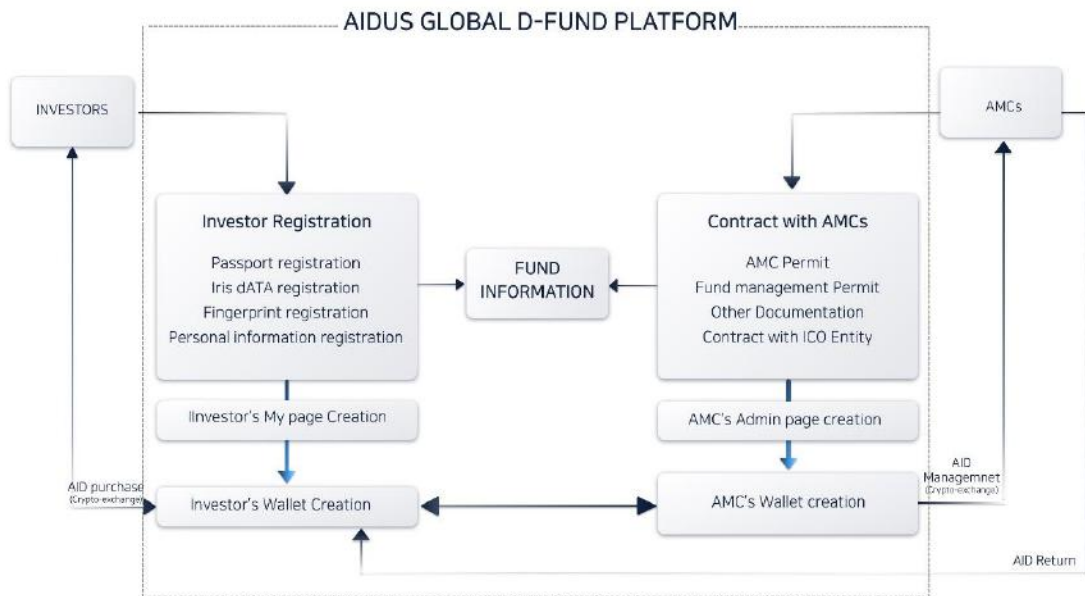 AIDUS GLOBAL D-FUND PLATFORM
INVESTORS
AMCs
Investor Registration
Passport registration
Iris dATA registration
Fingerprint registration
Personal information registration
FUND
INFORMATION
Contract with AMCs
AMC Permit
Fund management Permit
Other Documentation
Contract with ICO Entity
IInvestor's My page Creation
AMC's Admin page creation
AID purchase
(Crypto-exchange)
Investor's Wallet Creation
AMC's Wallet creation
AID
Managemnet
(Crypto-exchange)
AID Return